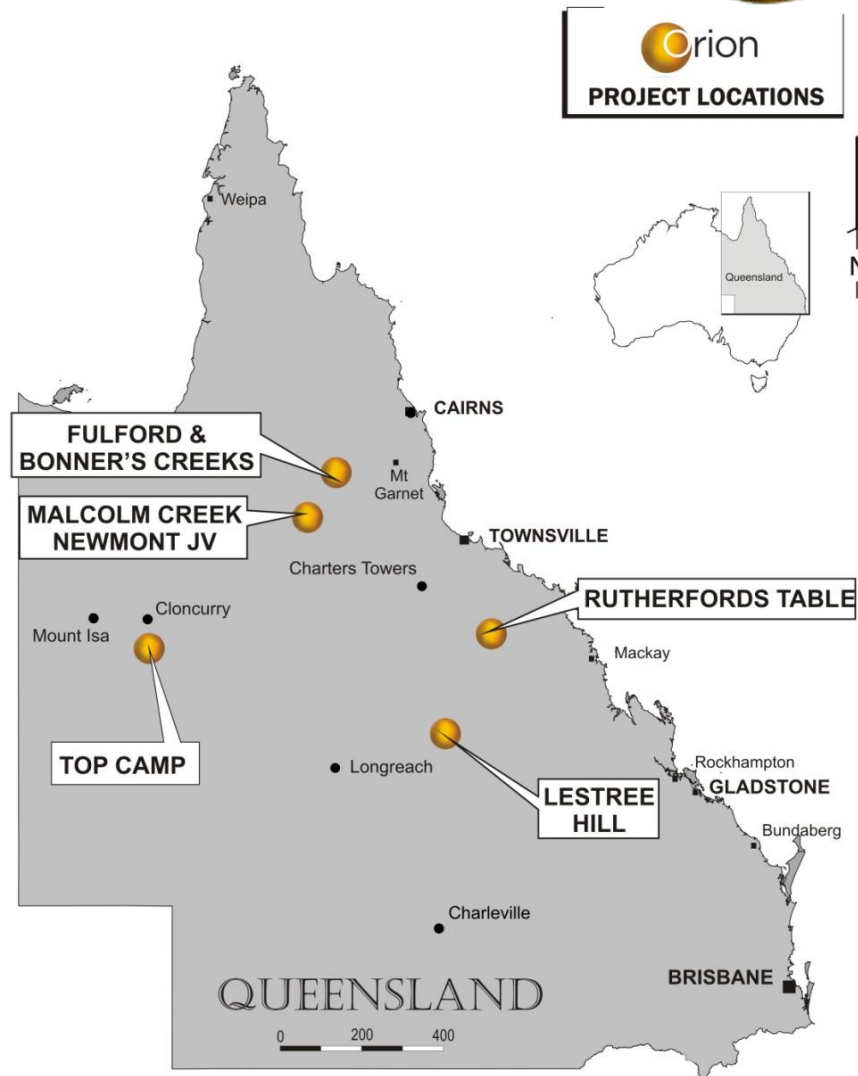 Orion
PROJECT LOCATIONS
Weipa
Queensland
N
CAIRNS
FULFORD &
BONNER'S CREEKS
Mt
Garnet
MALCOLM CREEK
NEWMONT JV
TOWNSVILLE
Charters Towers
RUTHERFORDS TABLE
Cloncurry
Mount Isa
Mackay
TOP CAMP
Longreach
Rockhampton
GLADSTONE
LESTREE
HILL
Bundaberg
Charleville
BRISBANE
QUEENSLAND
0 200 400